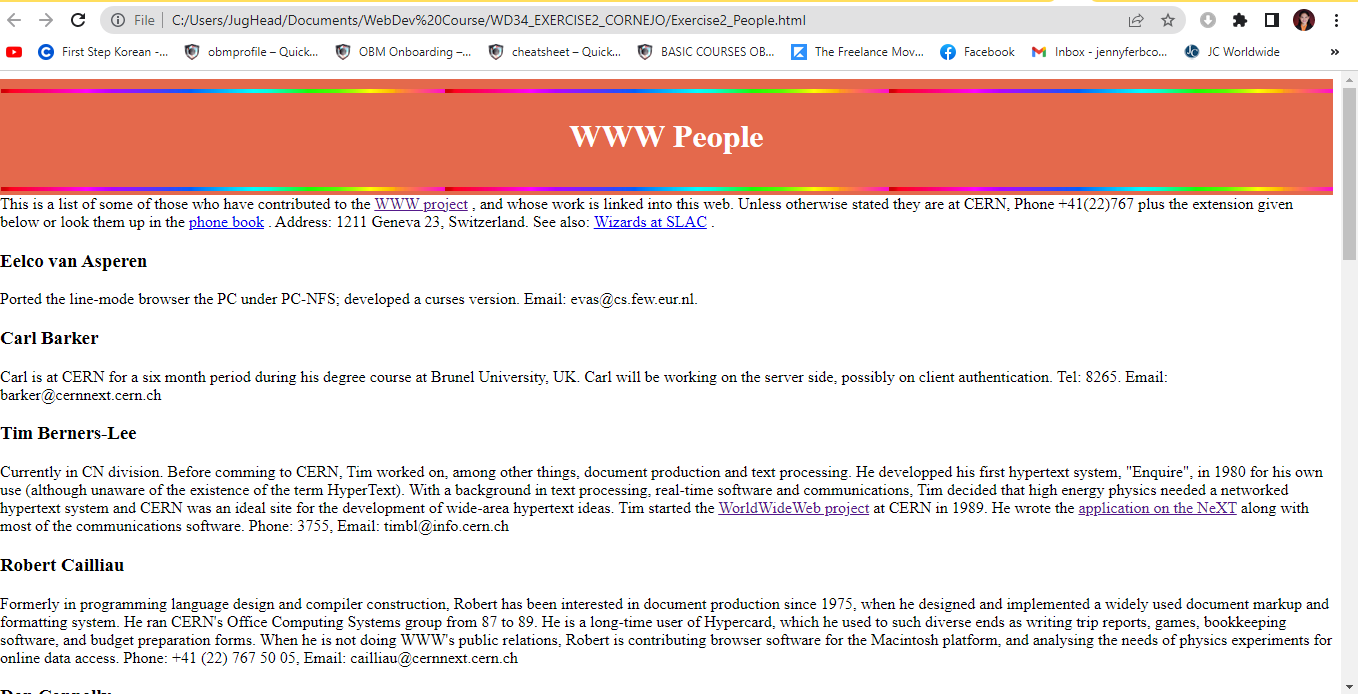 File | C:/Users/JugHead/Documents/WebDev%20Course/WD34_EXERCISE2_CORNEJO/Exercise2_People.html
First Step Korean -... obmprofile – Quick... OBM Onboarding –... cheatsheet – Quick... BASIC COURSES OB... The Freelance Mov... Facebook Inbox - jennyferbco... JC Worldwide »
WWW People
This is a list of some of those who have contributed to the WWW project , and whose work is linked into this web. Unless otherwise stated they are at CERN, Phone +41(22)767 plus the extension given
below or look them up in the phone book . Address: 1211 Geneva 23, Switzerland. See also: Wizards at SLAC .
Eelco van Asperen
Ported the line-mode browser the PC under PC-NFS; developed a curses version. Email: evas@cs.few.eur.nl.
Carl Barker
Carl is at CERN for a six month period during his degree course at Brunel University, UK. Carl will be working on the server side, possibly on client authentication. Tel: 8265. Email:
barker@cernnext.cern.ch
Tim Berners-Lee
Currently in CN division. Before comming to CERN, Tim worked on, among other things, document production and text processing. He developped his first hypertext system, "Enquire", in 1980 for his own
use (although unaware of the existence of the term HyperText). With a background in text processing, real-time software and communications, Tim decided that high energy physics needed a networked
hypertext system and CERN was an ideal site for the development of wide-area hypertext ideas. Tim started the WorldWideWeb project at CERN in 1989. He wrote the application on the NeXT along with
most of the communications software. Phone: 3755, Email: timbl@info.cern.ch
Robert Cailliau
Formerly in programming language design and compiler construction, Robert has been interested in document production since 1975, when he designed and implemented a widely used document markup and
formatting system. He ran CERN's Office Computing Systems group from 87 to 89. He is a long-time user of Hypercard, which he used to such diverse ends as writing trip reports, games, bookkeeping
software, and budget preparation forms. When he is not doing WWW's public relations, Robert is contributing browser software for the Macintosh platform, and analysing the needs of physics experiments for
online data access. Phone: +41 (22) 767 50 05, Email: cailliau@cernnext.cern.ch